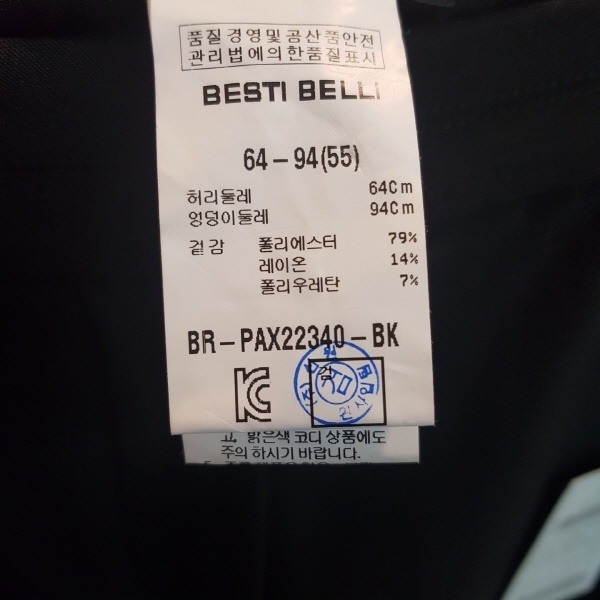 품질경영및공산품안전
관리법에의한품질표시
BESTI BELLI
64-94(55)
허리둘레 64Cm
엉덩이둘레 94Cm
겉감 폴리에스터 79%
레이온 14%
폴리우레탄 7%
BR-PAX22340-BK
검
고, 밝은색 코디 상품에도
주의 하시기 바랍니다.